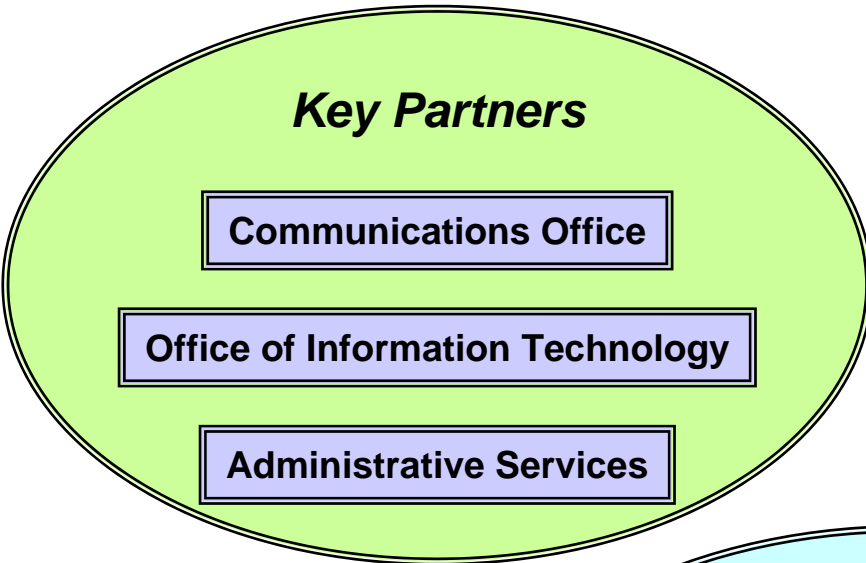 Key Partners
Communications Office
Office of Information Technology
Administrative Services